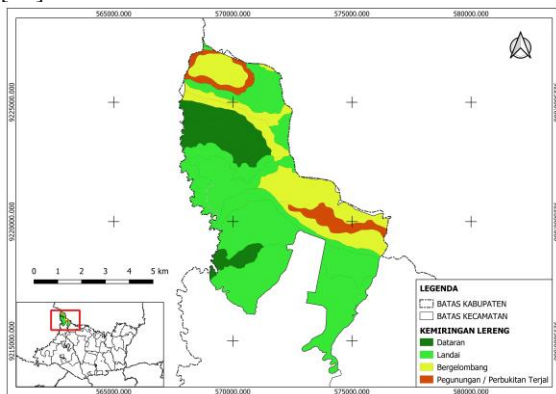 565000.000 570000.000 575000.000 580000.000
9225000.000
9220000.000
9215000.000
0 1 2 3 4 5 km
LEGENDA
BATAS KABUPATEN
BATAS KECAMATAN
KEMIRINGAN LERENG
Dataran
Landai
Bergelombang
Pegunungan / Perbukitan Terjal
565000.000 570000.000 575000.000 580000.000